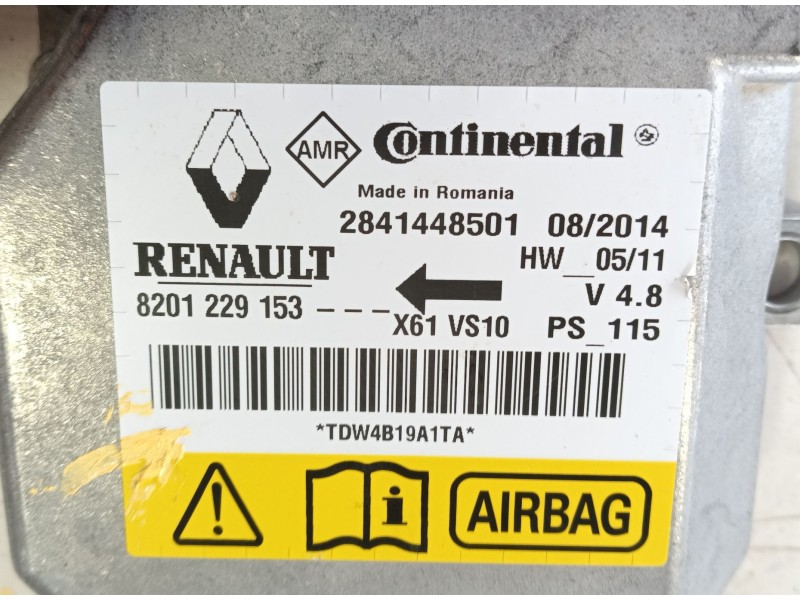 AMR Continental
Made in Romania
2841448501 08/2014
RENAULT HW__05/11
V 4.8
8201 229 153 ----X61 VS10 PS_115
*TDW4B19A1TA*
! i AIRBAG